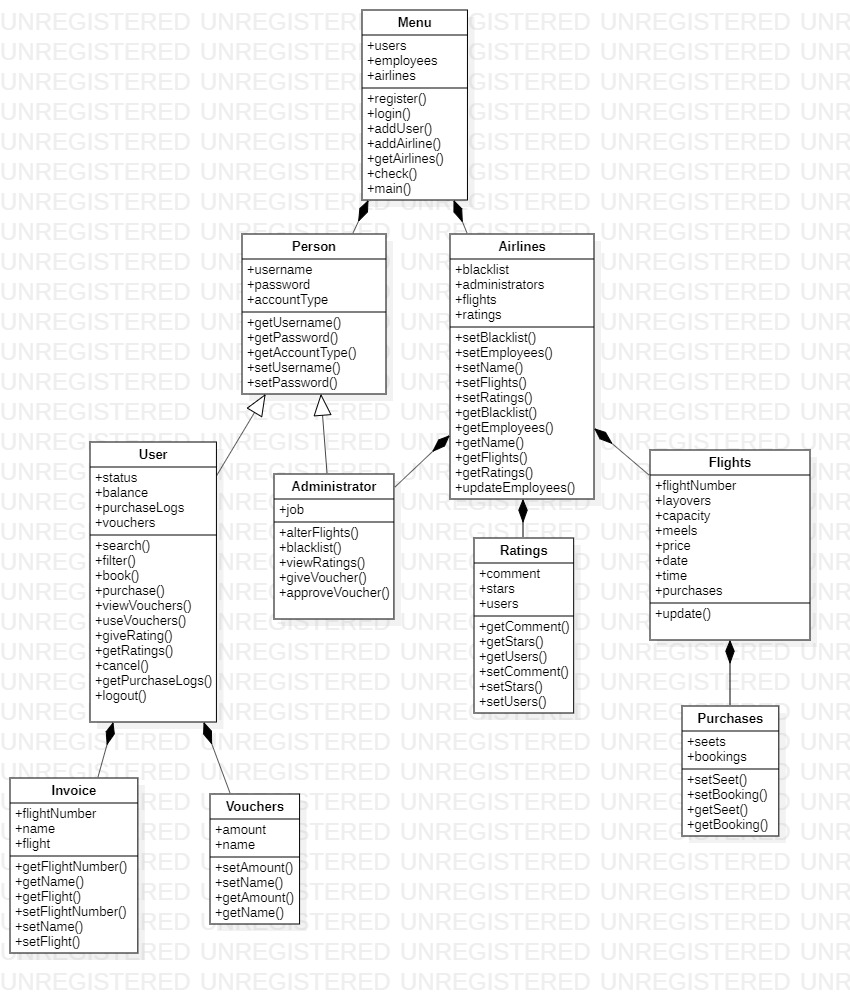 Menu
+users
+employees
+airlines
+register()
+login()
+addUser()
+addAirline()
+getAirlines()
+check()
+main()
Person
+username
+password
+accountType
+getUsername()
+getPassword()
+getAccountType()
+setUsername()
+setPassword()
Airlines
+blacklist
+administrators
+flights
+ratings
+setBlacklist()
+setEmployees()
+setName()
+setFlights()
+setRatings()
+getBlacklist()
+getEmployees()
+getName()
+getFlights()
+getRatings()
+updateEmployees()
User
+status
+balance
+purchaseLogs
+vouchers
+search()
+filter()
+book()
+purchase()
+viewVouchers()
+useVouchers()
+giveRating()
+getRatings()
+cancel()
+getPurchaseLogs()
+logout()
Administrator
+job
+alterFlights()
+blacklist()
+viewRatings()
+giveVoucher()
+approveVoucher()
Flights
+flightNumber
+layovers
+capacity
+meels
+price
+date
+time
+purchases
+update()
Ratings
+comment
+stars
+users
+getComment()
+getStars()
+getUsers()
+setComment()
+setStars()
+setUsers()
Purchases
+seets
+bookings
+setSeet()
+setBooking()
+getSeet()
+getBooking()
Invoice
+flightNumber
+name
+flight
+getFlightNumber()
+getName()
+getFlight()
+setFlightNumber()
+setName()
+setFlight()
Vouchers
+amount
+name
+setAmount()
+setName()
+getAmount()
+getName()
UNREGISTERED